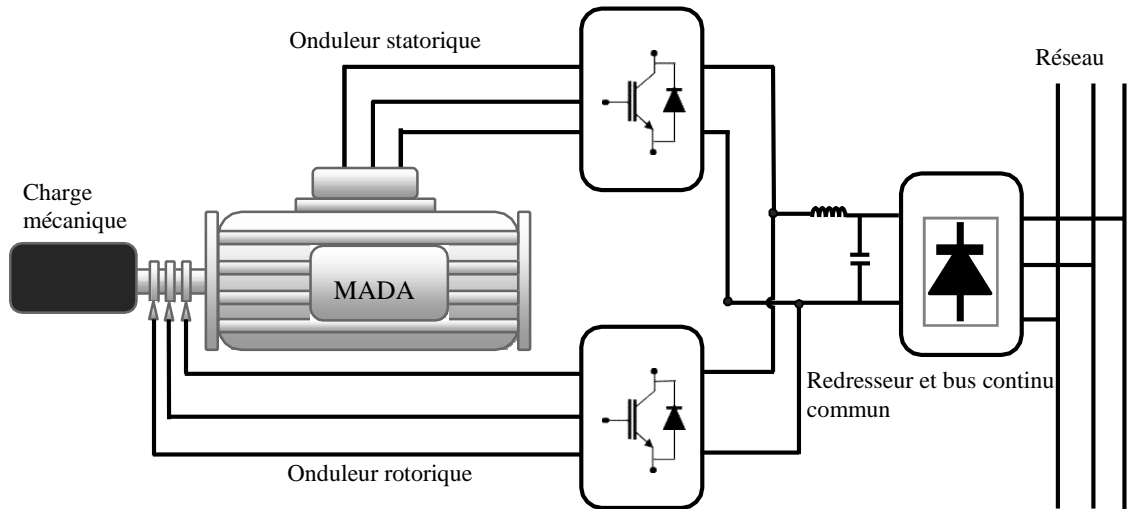 Onduleur statorique
Réseau
Charge
mécanique
MADA
Redresseur et bus continu
commun
Onduleur rotorique